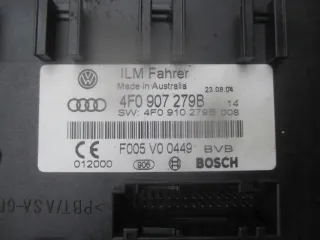 ILM Fahrer
Made in Australia 23.08.04
4F0 907 279B 14
SW: 4F0 910 279B 008
F005 V0 0449 BVB
012000 906 BOSCH